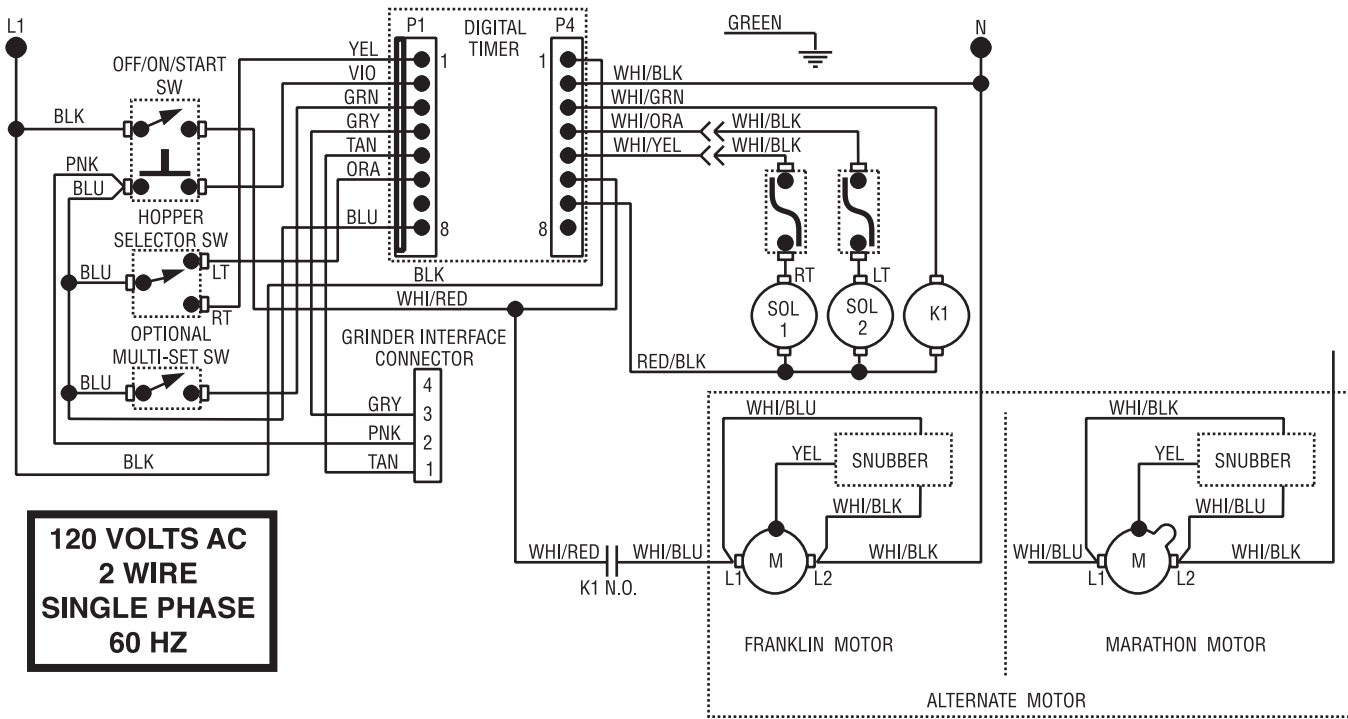 L1
OFF/ON/START
SW
BLK
PNK
BLU
HOPPER
SELECTOR SW
BLU
LT
RT
OPTIONAL
MULTI-SET SW
BLU
BLK
P1
DIGITAL
TIMER
P4
YEL
VIO
GRN
GRY
TAN
ORA
BLU
1
8
1
8
BLK
WHI/RED
GRINDER INTERFACE
CONNECTOR
4
GRY 3
PNK 2
TAN 1
GREEN
N
WHI/BLK
WHI/GRN
WHI/ORA WHI/BLK
WHI/YEL WHI/BLK
RT
LT
SOL
1
SOL
2
K1
RED/BLK
WHI/BLU
YEL
SNUBBER
WHI/BLK
WHI/RED
WHI/BLU
K1 N.O.
L1
M
L2
WHI/BLK
FRANKLIN MOTOR
WHI/BLK
YEL
SNUBBER
WHI/BLU
WHI/BLU
L1
M
L2
WHI/BLK
MARATHON MOTOR
ALTERNATE MOTOR
120 VOLTS AC
2 WIRE
SINGLE PHASE
60 HZ